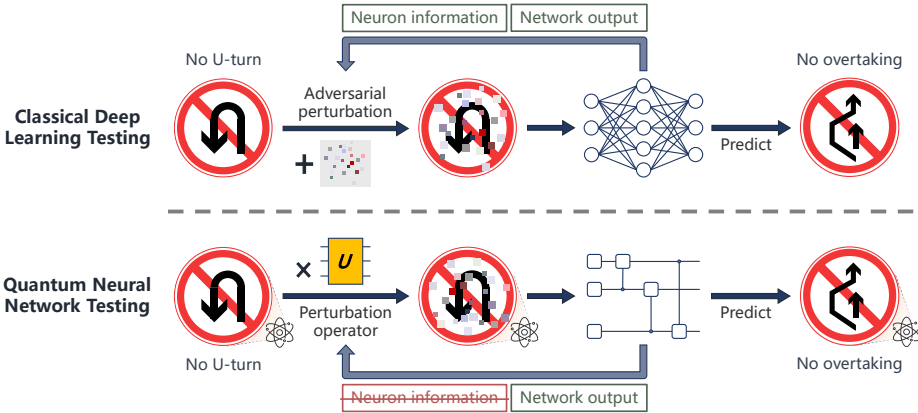 Neuron information
Network output
No U-turn
No overtaking
Adversarial
perturbation
Classical Deep
Learning Testing
+
Predict
×
U
Quantum Neural
Network Testing
Perturbation
operator
Predict
No U-turn
No overtaking
Neuron information
Network output